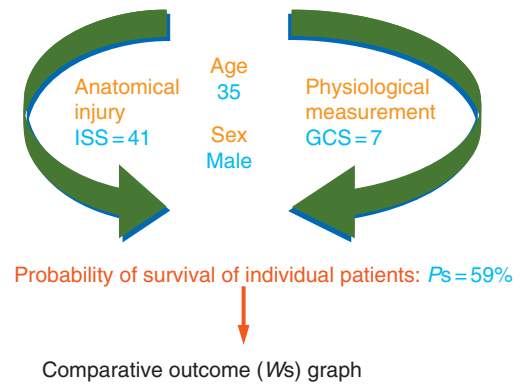 Anatomical
injury
ISS = 41
Age
35
Sex
Male
Physiological
measurement
GCS = 7
Probability of survival of individual patients: Ps = 59%
Comparative outcome (Ws) graph